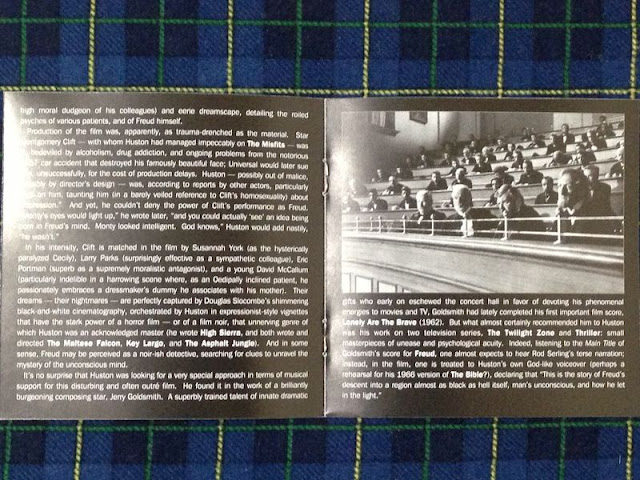 high moral dudgeon of his colleagues) and eerie dreamscape, detailing the roiled
psyches of various patients, and of Freud himself.
Production of the film was, apparently, as trauma-drenched as the material. Star
Montgomery Clift — with whom Huston had managed impeccably on The Misfits — was
bedeviled by alcoholism, drug addiction, and ongoing problems from the notorious
car accident that destroyed his famously beautiful face; Universal would later sue
unsuccessfully, for the cost of production delays. Huston — possibly out of malice,
by director's design — was, according to reports by other actors, particularly
on him, taunting him (in a barely veiled reference to Clift's homosexuality) about
And yet, he couldn't deny the power of Clift's performance as Freud.
eyes would light up," he wrote later, "and you could actually 'see' an idea being
born in Freud's mind. Monty looked intelligent. God knows," Huston would add nastily,
"he wasn't."
In his intensity, Clift is matched in the film by Susannah York (as the hysterically
paralyzed Cecily), Larry Parks (surprisingly effective as a sympathetic colleague), Eric
Portman (superb as a supremely moralistic antagonist), and a young David McCallum
(particularly indelible in a harrowing scene where, as an Oedipally inclined patient, he
passionately embraces a dressmaker's dummy he associates with his mother). Their
dreams — their nightmares — are perfectly captured by Douglas Slocombe's shimmering
black-and-white cinematography, orchestrated by Huston in expressionist-style vignettes
that have the stark power of a horror film — or of a film noir, that unnerving genre of
which Huston was an acknowledged master (he wrote High Sierra, and both wrote and
directed The Maltese Falcon, Key Largo, and The Asphalt Jungle). And in some
sense, Freud may be perceived as a noir-ish detective, searching for clues to unravel the
mystery of the unconscious mind.
It's no surprise that Huston was looking for a very special approach in terms of musical
support for this disturbing and often outré film. He found it in the work of a brilliantly
burgeoning composing star, Jerry Goldsmith. A superbly trained talent of innate dramatic
gifts who early on eschewed the concert hall in favor of devoting his phenomenal
energies to movies and TV, Goldsmith had lately completed his first important film score,
Lonely Are The Brave (1962). But what almost certainly recommended him to Huston
was his work on two television series, The Twilight Zone and Thriller: small
masterpieces of unease and psychological acuity. Indeed, listening to the Main Title of
Goldsmith's score for Freud, one almost expects to hear Rod Serling's terse narration;
instead, in the film, one is treated to Huston's own God-like voiceover (perhaps a
rehearsal for his 1966 version of The Bible?), declaring that "This is the story of Freud's
descent into a region almost as black as hell itself, man's unconscious, and how he let
in the light."